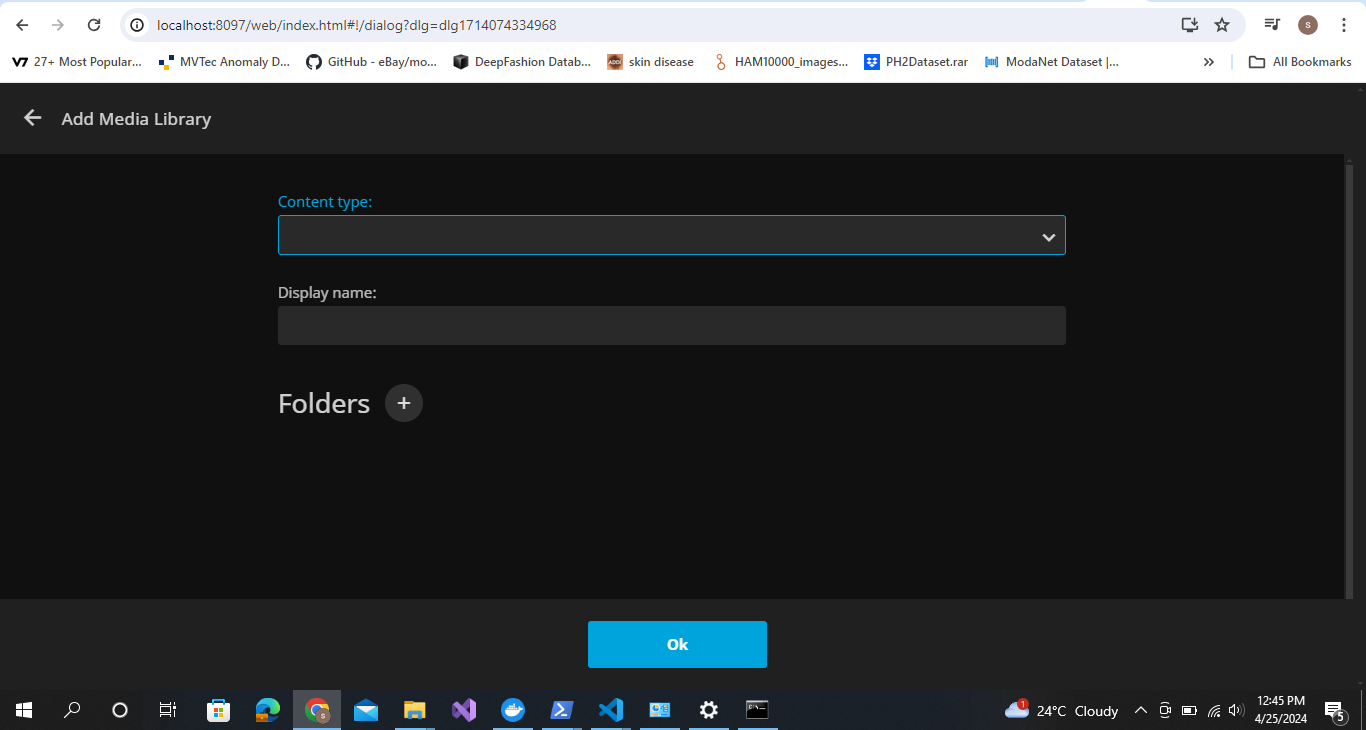 localhost:8097/web/index.html#!/dialog?dlg=dlg1714074334968
S
V7 27+ Most Popular... MVTec Anomaly D... GitHub - eBay/mo... DeepFashion Datab... ADDI skin disease HAM10000_images... PH2Dataset.rar ModaNet Dataset |... » All Bookmarks
Add Media Library
Content type:
Display name:
Folders +
Ok
1 24°C Cloudy
12:45 PM
4/25/2024
5